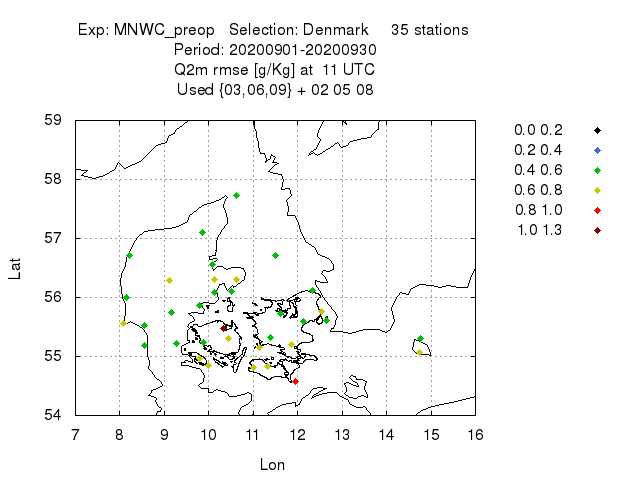 Exp: MNWC_preop   Selection: Denmark     35 stations
Period: 20200901-20200930
Q2m rmse [g/Kg] at  11 UTC
Used {03,06,09} + 02 05 08
59
58
57
56
55
54
Lat
7 8 9 10 11 12 13 14 15 16
Lon
0.0 0.2
0.2 0.4
0.4 0.6
0.6 0.8
0.8 1.0
1.0 1.3